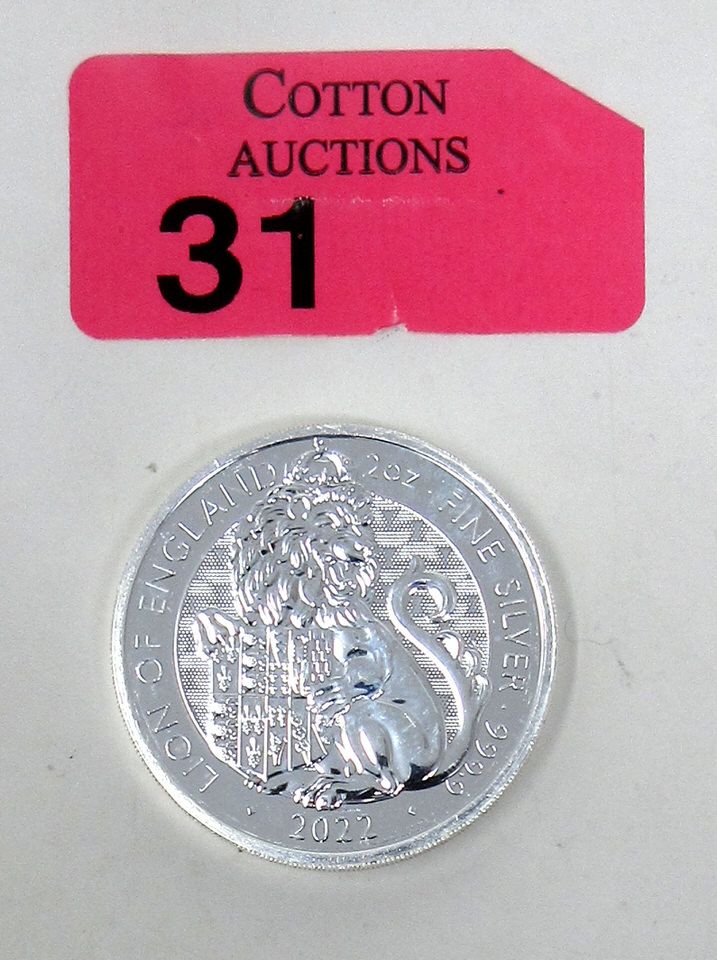 COTTON
AUCTIONS
31
LION OF ENGLAND 2oz · FINE SILVER · 9999
2022